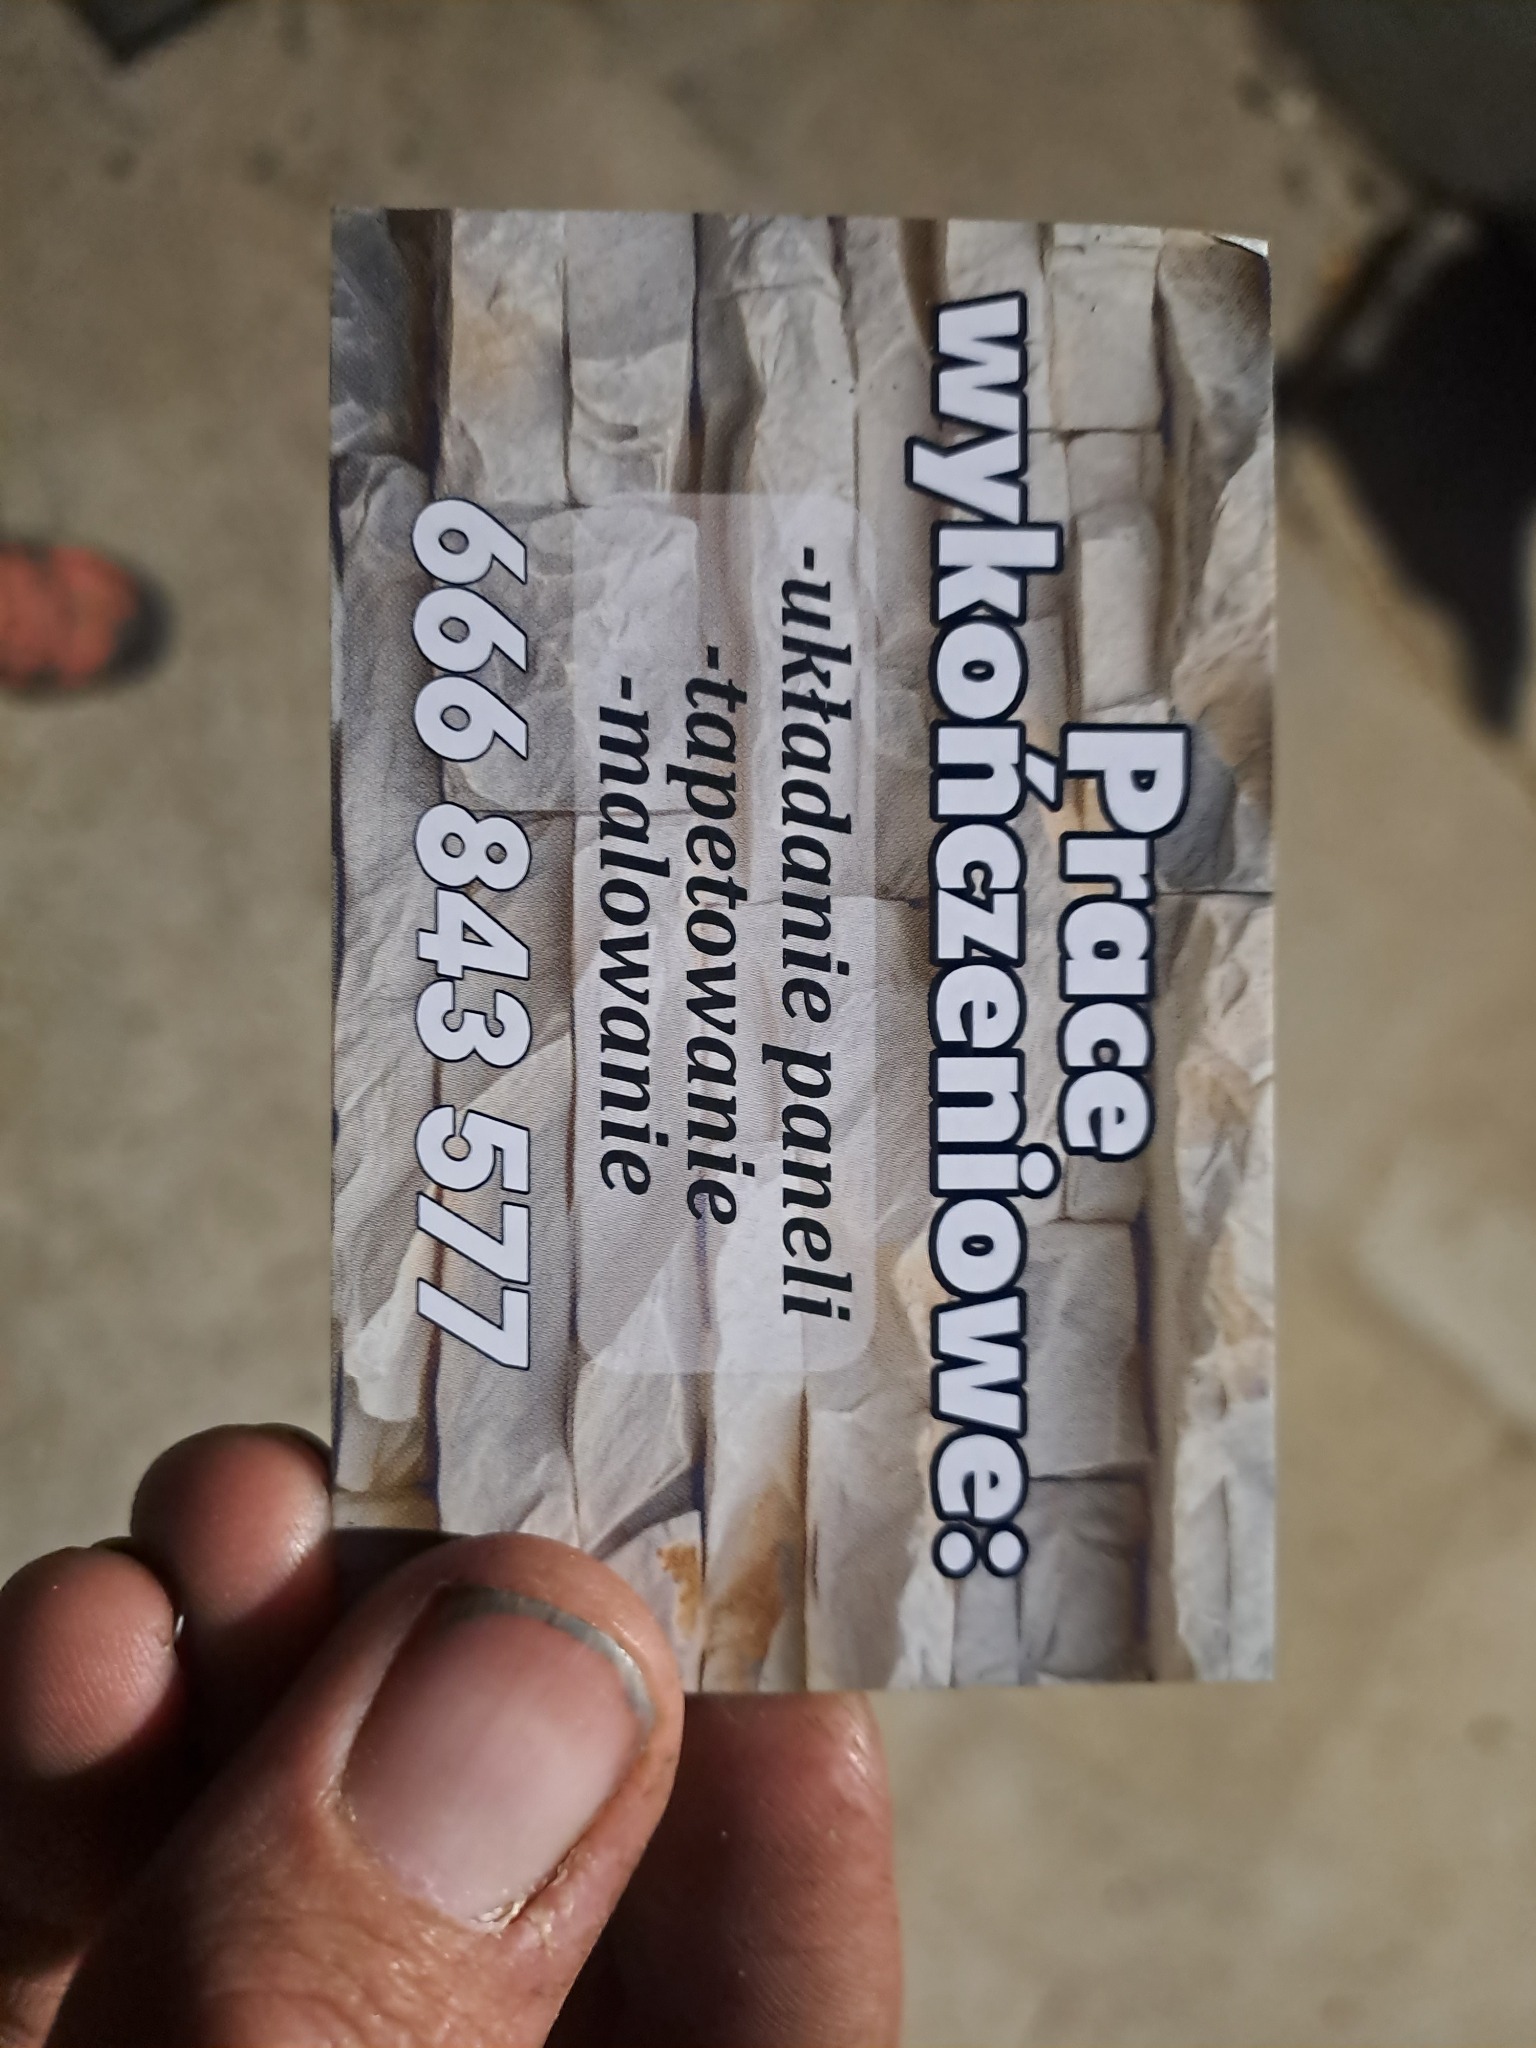 Prace
wykończeniowe:
-układanie paneli
-tapetowanie
-malowanie
666 843 577